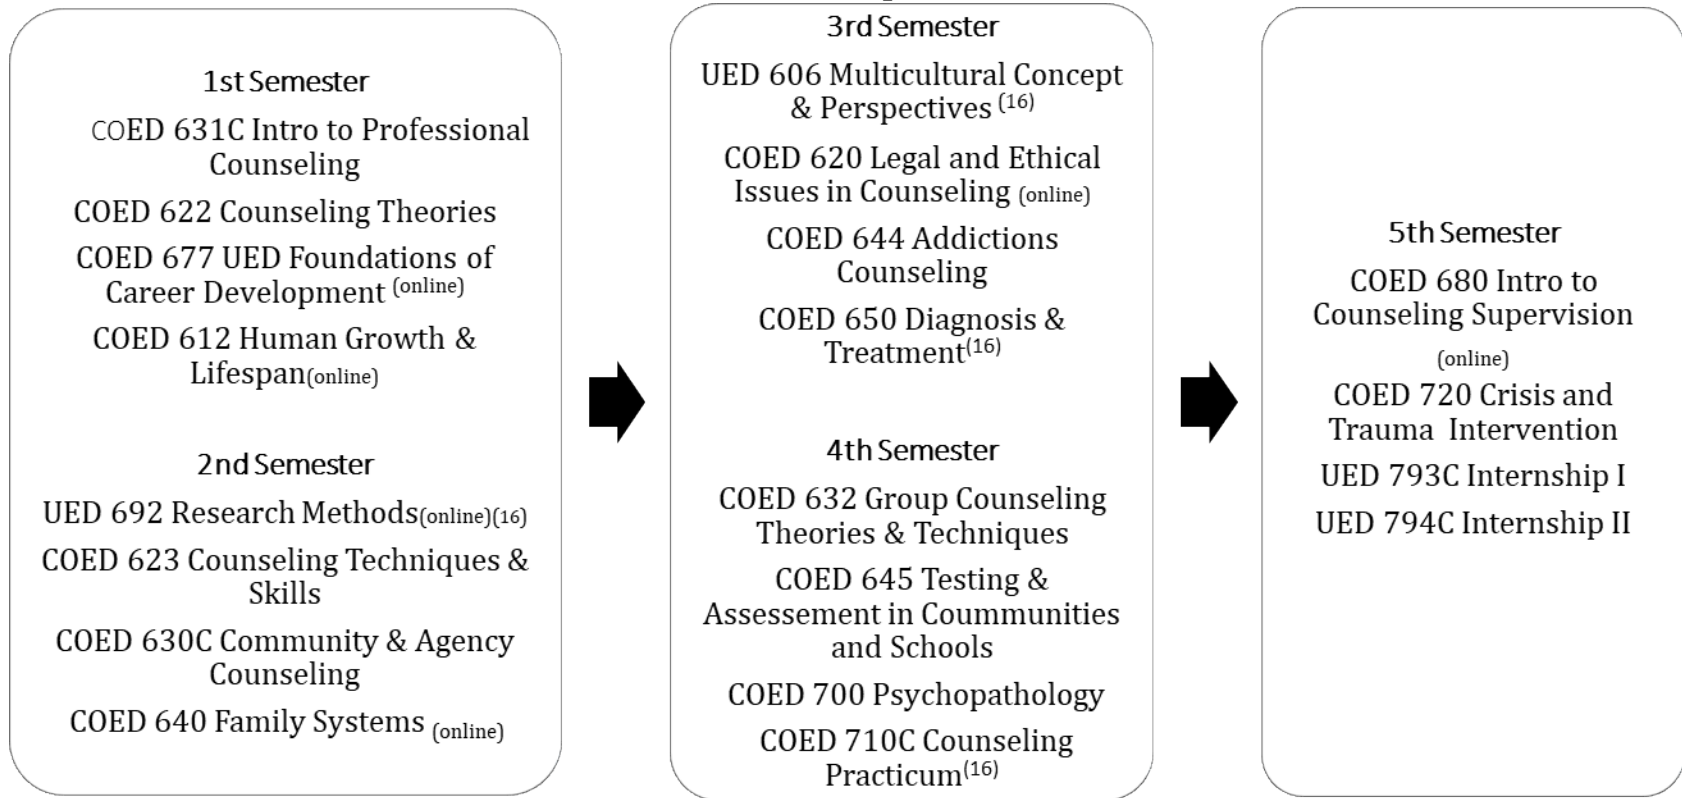 1st Semester
COED 631C Intro to Professional
Counseling
COED 622 Counseling Theories
COED 677 UED Foundations of
Career Development (online)
COED 612 Human Growth &
Lifespan(online)
2nd Semester
UED 692 Research Methods(online)(16)
COED 623 Counseling Techniques &
Skills
COED 630C Community & Agency
Counseling
COED 640 Family Systems (online)
3rd Semester
UED 606 Multicultural Concept
& Perspectives (16)
COED 620 Legal and Ethical
Issues in Counseling (online)
COED 644 Addictions
Counseling
COED 650 Diagnosis &
Treatment(16)
4th Semester
COED 632 Group Counseling
Theories & Techniques
COED 645 Testing &
Assessement in Coummunities
and Schools
COED 700 Psychopathology
COED 710C Counseling
Practicum(16)
5th Semester
COED 680 Intro to
Counseling Supervision
(online)
COED 720 Crisis and
Trauma Intervention
UED 793C Internship I
UED 794C Internship II